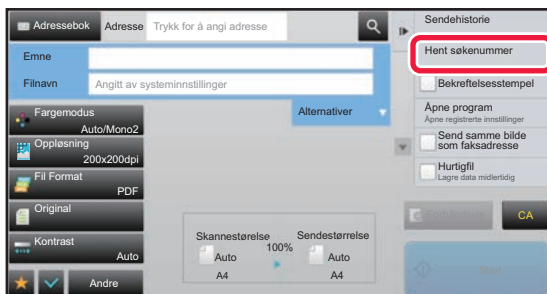 Adressebok
Adresse
Trykk for å angi adresse
Emne
Filnavn
Angitt av systeminnstillinger
Fargemodus
Auto/Mono2
Oppløsning
200x200dpi
Fil Format
PDF
Original
Kontrast
Auto
Andre
Alternativer
Skannestørelse
100%
Sendestørrelse
Auto
A4
Auto
A4
Sendehistorie
Hent søkenummer
Bekreftelsesstempel
Åpne program
Åpne registrerte innstillinger
Send samme bilde
som faksadresse
Hurtigfil
Lagre data midlertidig
CA
Start